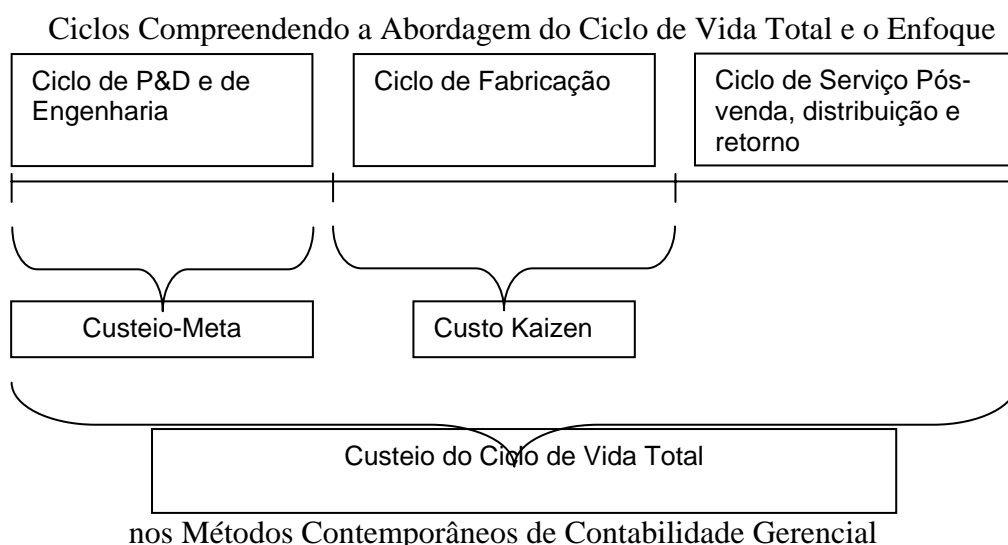 Ciclos Compreendendo a Abordagem do Ciclo de Vida Total e o Enfoque
Ciclo de P&D e de
Engenharia
Ciclo de Fabricação
Ciclo de Serviço Pós-
venda, distribuição e
retorno
Custeio-Meta
Custo Kaizen
Custeio do Ciclo de Vida Total
nos Métodos Contemporâneos de Contabilidade Gerencial